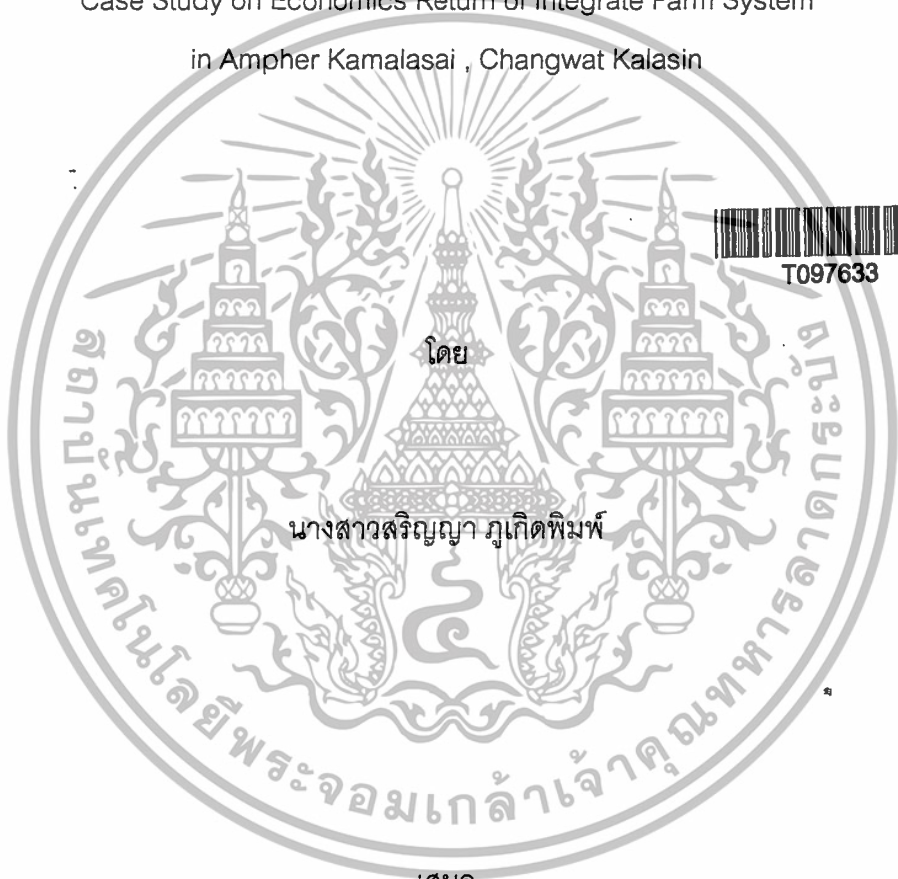 Case Study on Economics Return of Integrate Farm System
in Ampher Kamalasai , Changwat Kalasin
T097633
โดย
นางสาวสริญญา ภูเกิดพิมพ์
สถาบันเทคโนโลยีพระจอมเกล้าเจ้าคุณทหารลาดกระบัง
เสนอ